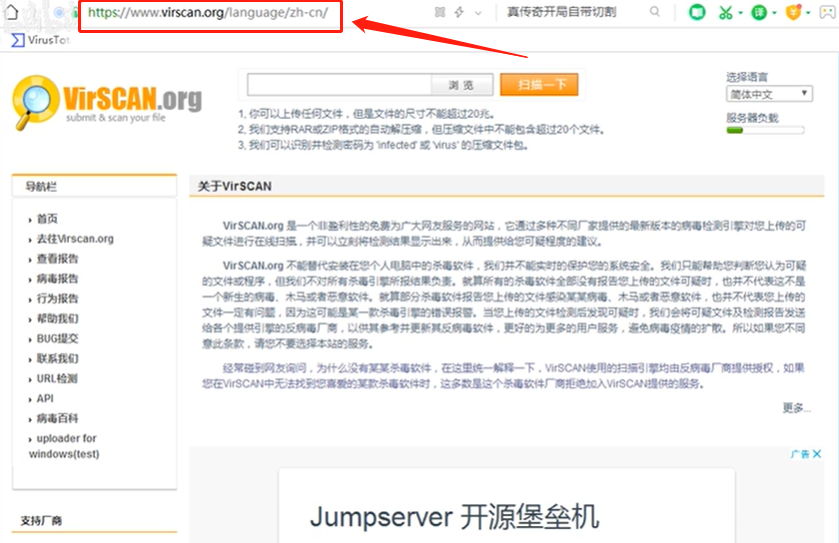 https://www.virscan.org/language/zh-cn/
真传奇开局自带切割
译
VirusTot
VirSCAN.org
submit & scan your file
浏 览
扫描一下
选择语言
简体中文
服务器负载
1, 你可以上传任何文件，但是文件的尺寸不能超过20兆。
2, 我们支持RAR或ZIP格式的自动解压缩，但压缩文件中不能包含超过20个文件。
3, 我们可以识别并检测密码为 'infected' 或 'virus' 的压缩文件包。
导航栏
首页
去往Virscan.org
查看报告
病毒报告
行为报告
帮助我们
BUG提交
联系我们
URL检测
API
病毒百科
uploader for
windows(test)
支持厂商
关于VirSCAN
VirSCAN.org 是一个非盈利性的免费为广大网友服务的网站，它通过多种不同厂家提供的最新版本的病毒检测引擎对您上传的可
疑文件进行在线扫描，并可以立刻将检测结果显示出来，从而提供给您可疑程度的建议。
VirSCAN.org 不能替代安装在您个人电脑中的杀毒软件，我们并不能实时的保护您的系统安全。我们只能帮助您判断您认为可疑
的文件或程序，但我们不对所有杀毒引擎所报结果负责。就算所有的杀毒软件全部没有报告您上传的文件可疑时，也并不代表这不是
一个新生的病毒、木马或者恶意软件。就算部分杀毒软件报告您上传的文件感染某某病毒、木马或者恶意软件，也并不代表您上传的
文件一定有问题，因为这可能是某一款杀毒引擎的错误报警。当您上传的文件检测后发现可疑时，我们会将可疑文件及检测报告发送
给各个提供引擎的反病毒厂商，以供其参考并更新其反病毒软件，更好的为更多的用户服务，避免病毒疫情的扩散。所以如果您不同
意此条款，请您不要选择本站的服务。
经常碰到网友询问，为什么没有某某杀毒软件，在这里统一解释一下，VirSCAN使用的扫描引擎均由反病毒厂商提供授权，如果
您在VirSCAN中无法找到您喜爱的某款杀毒软件时，这多数是这个杀毒软件厂商拒绝加入VirSCAN提供的服务。
更多...
广告
Jumpserver 开源堡垒机